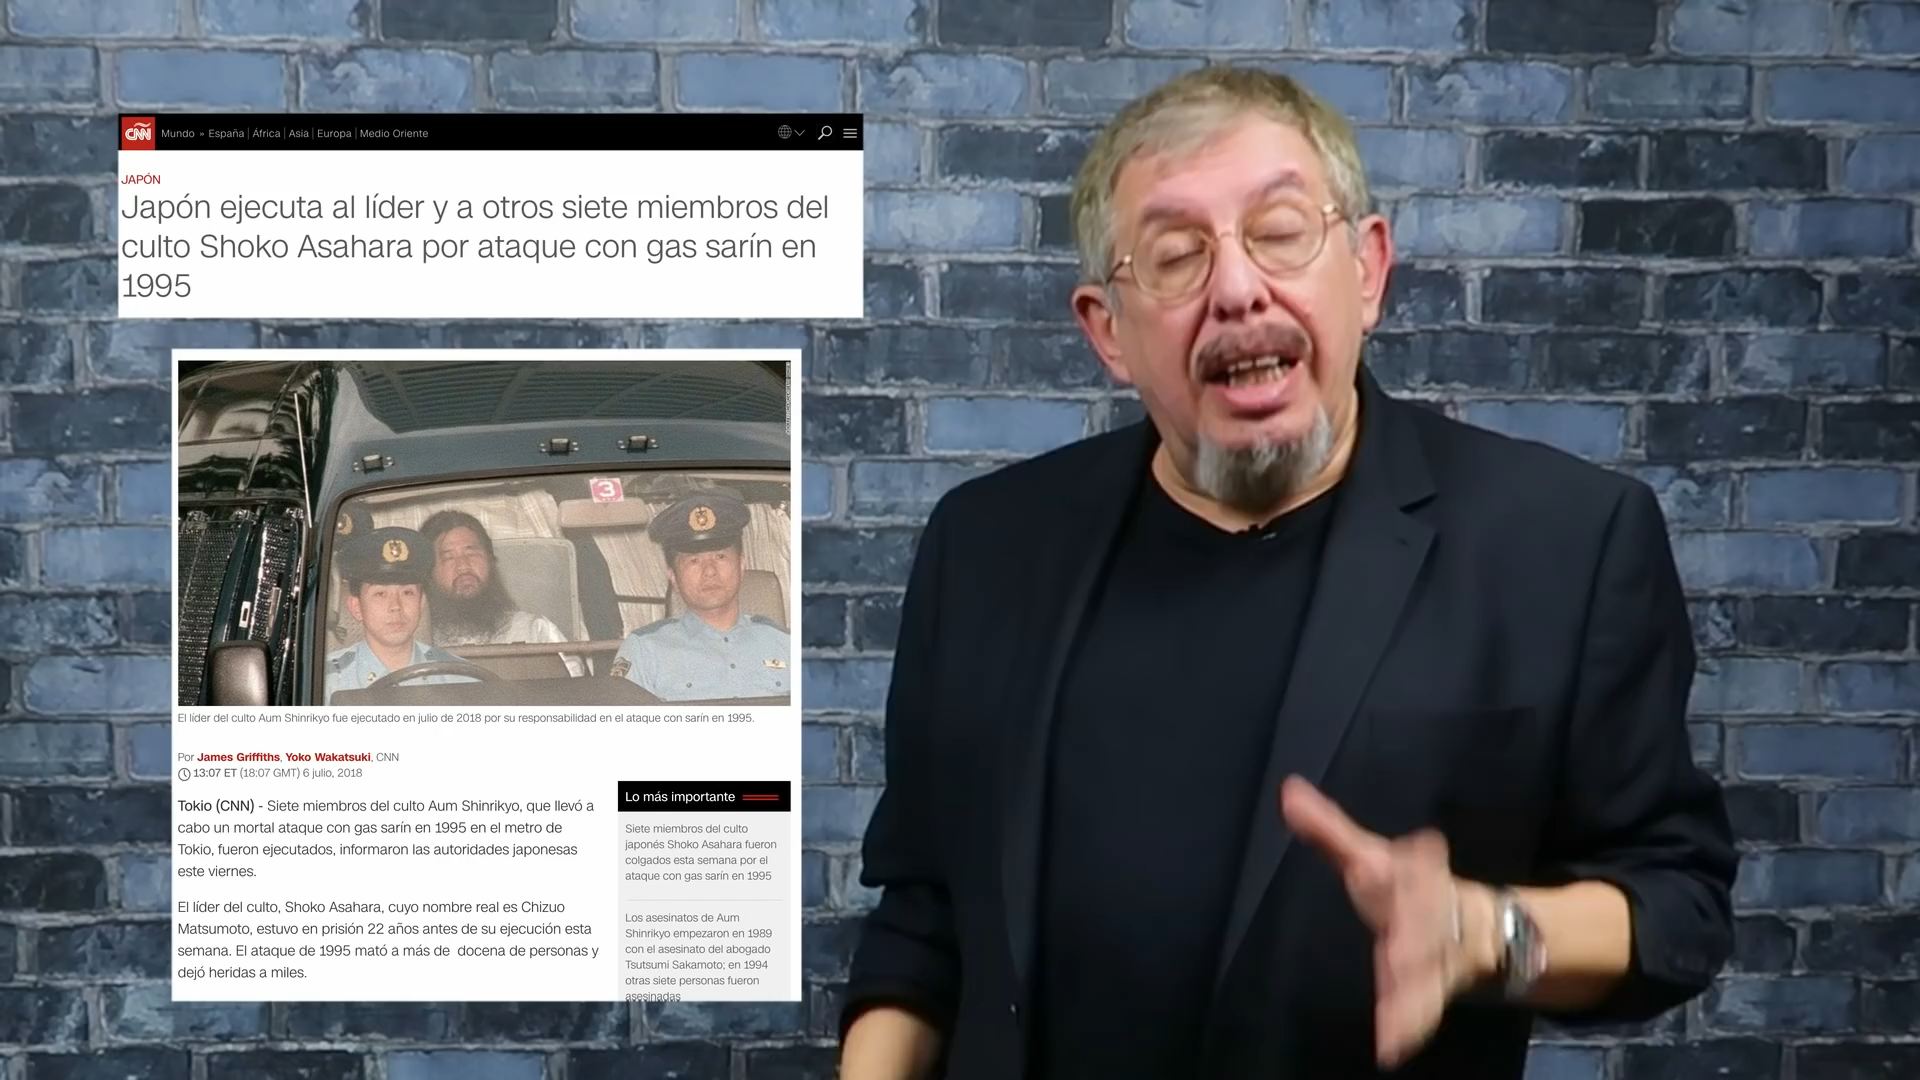 CNN Mundo » España | África | Asia | Europa | Medio Oriente
JAPÓN
Japón ejecuta al líder y a otros siete miembros del
culto Shoko Asahara por ataque con gas sarín en
1995
3
El líder del culto Aum Shinrikyo fue ejecutado en julio de 2018 por su responsabilidad en el ataque con sarín en 1995.
Por James Griffiths, Yoko Wakatsuki, CNN
13:07 ET (18:07 GMT) 6 julio, 2018
Tokio (CNN) - Siete miembros del culto Aum Shinrikyo, que llevó a
cabo un mortal ataque con gas sarín en 1995 en el metro de
Tokio, fueron ejecutados, informaron las autoridades japonesas
este viernes.
El líder del culto, Shoko Asahara, cuyo nombre real es Chizuo
Matsumoto, estuvo en prisión 22 años antes de su ejecución esta
semana. El ataque de 1995 mató a más de docena de personas y
dejó heridas a miles.
Lo más importante
Siete miembros del culto
japonés Shoko Asahara fueron
colgados esta semana por el
ataque con gas sarín en 1995
Los asesinatos de Aum
Shinrikyo empezaron en 1989
con el asesinato del abogado
Tsutsumi Sakamoto; en 1994
otras siete personas fueron
asesinadas